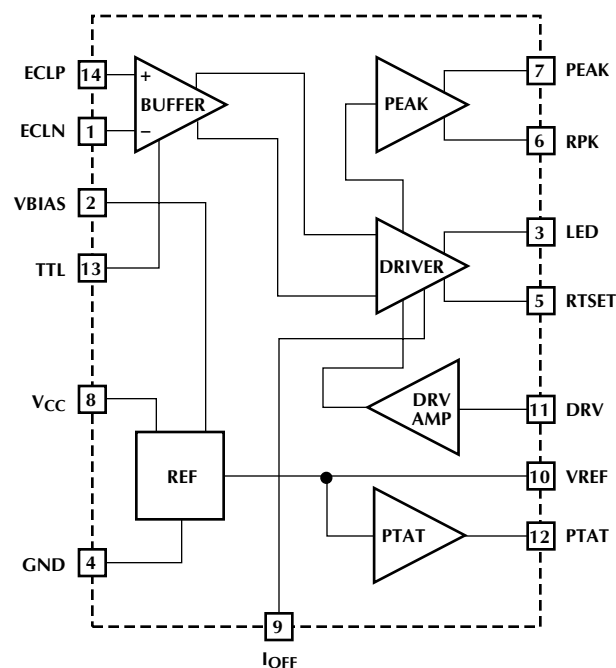 ECLP 14 + 7 PEAK
BUFFER PEAK
ECLN 1 – 6 RPK
VBIAS 2 3 LED
TTL 13 DRIVER
5 RTSET
VCC 8 DRV
AMP 11 DRV
REF 10 VREF
PTAT 12 PTAT
GND 4
9
IOFF